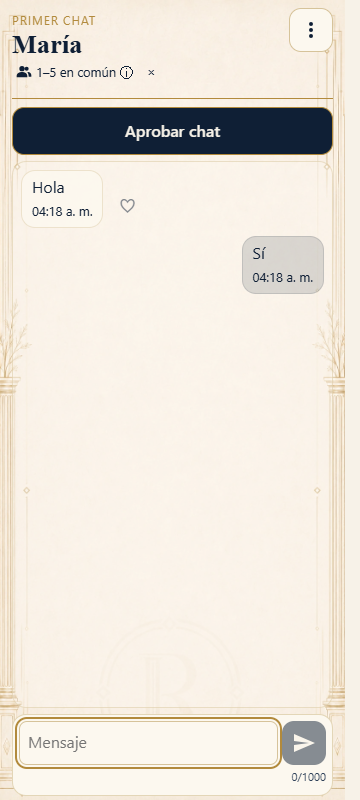 PRIMER CHAT
María
1–5 en común
Aprobar chat
Hola
04:18 a. m.
Sí
04:18 a. m.
Mensaje
0/1000